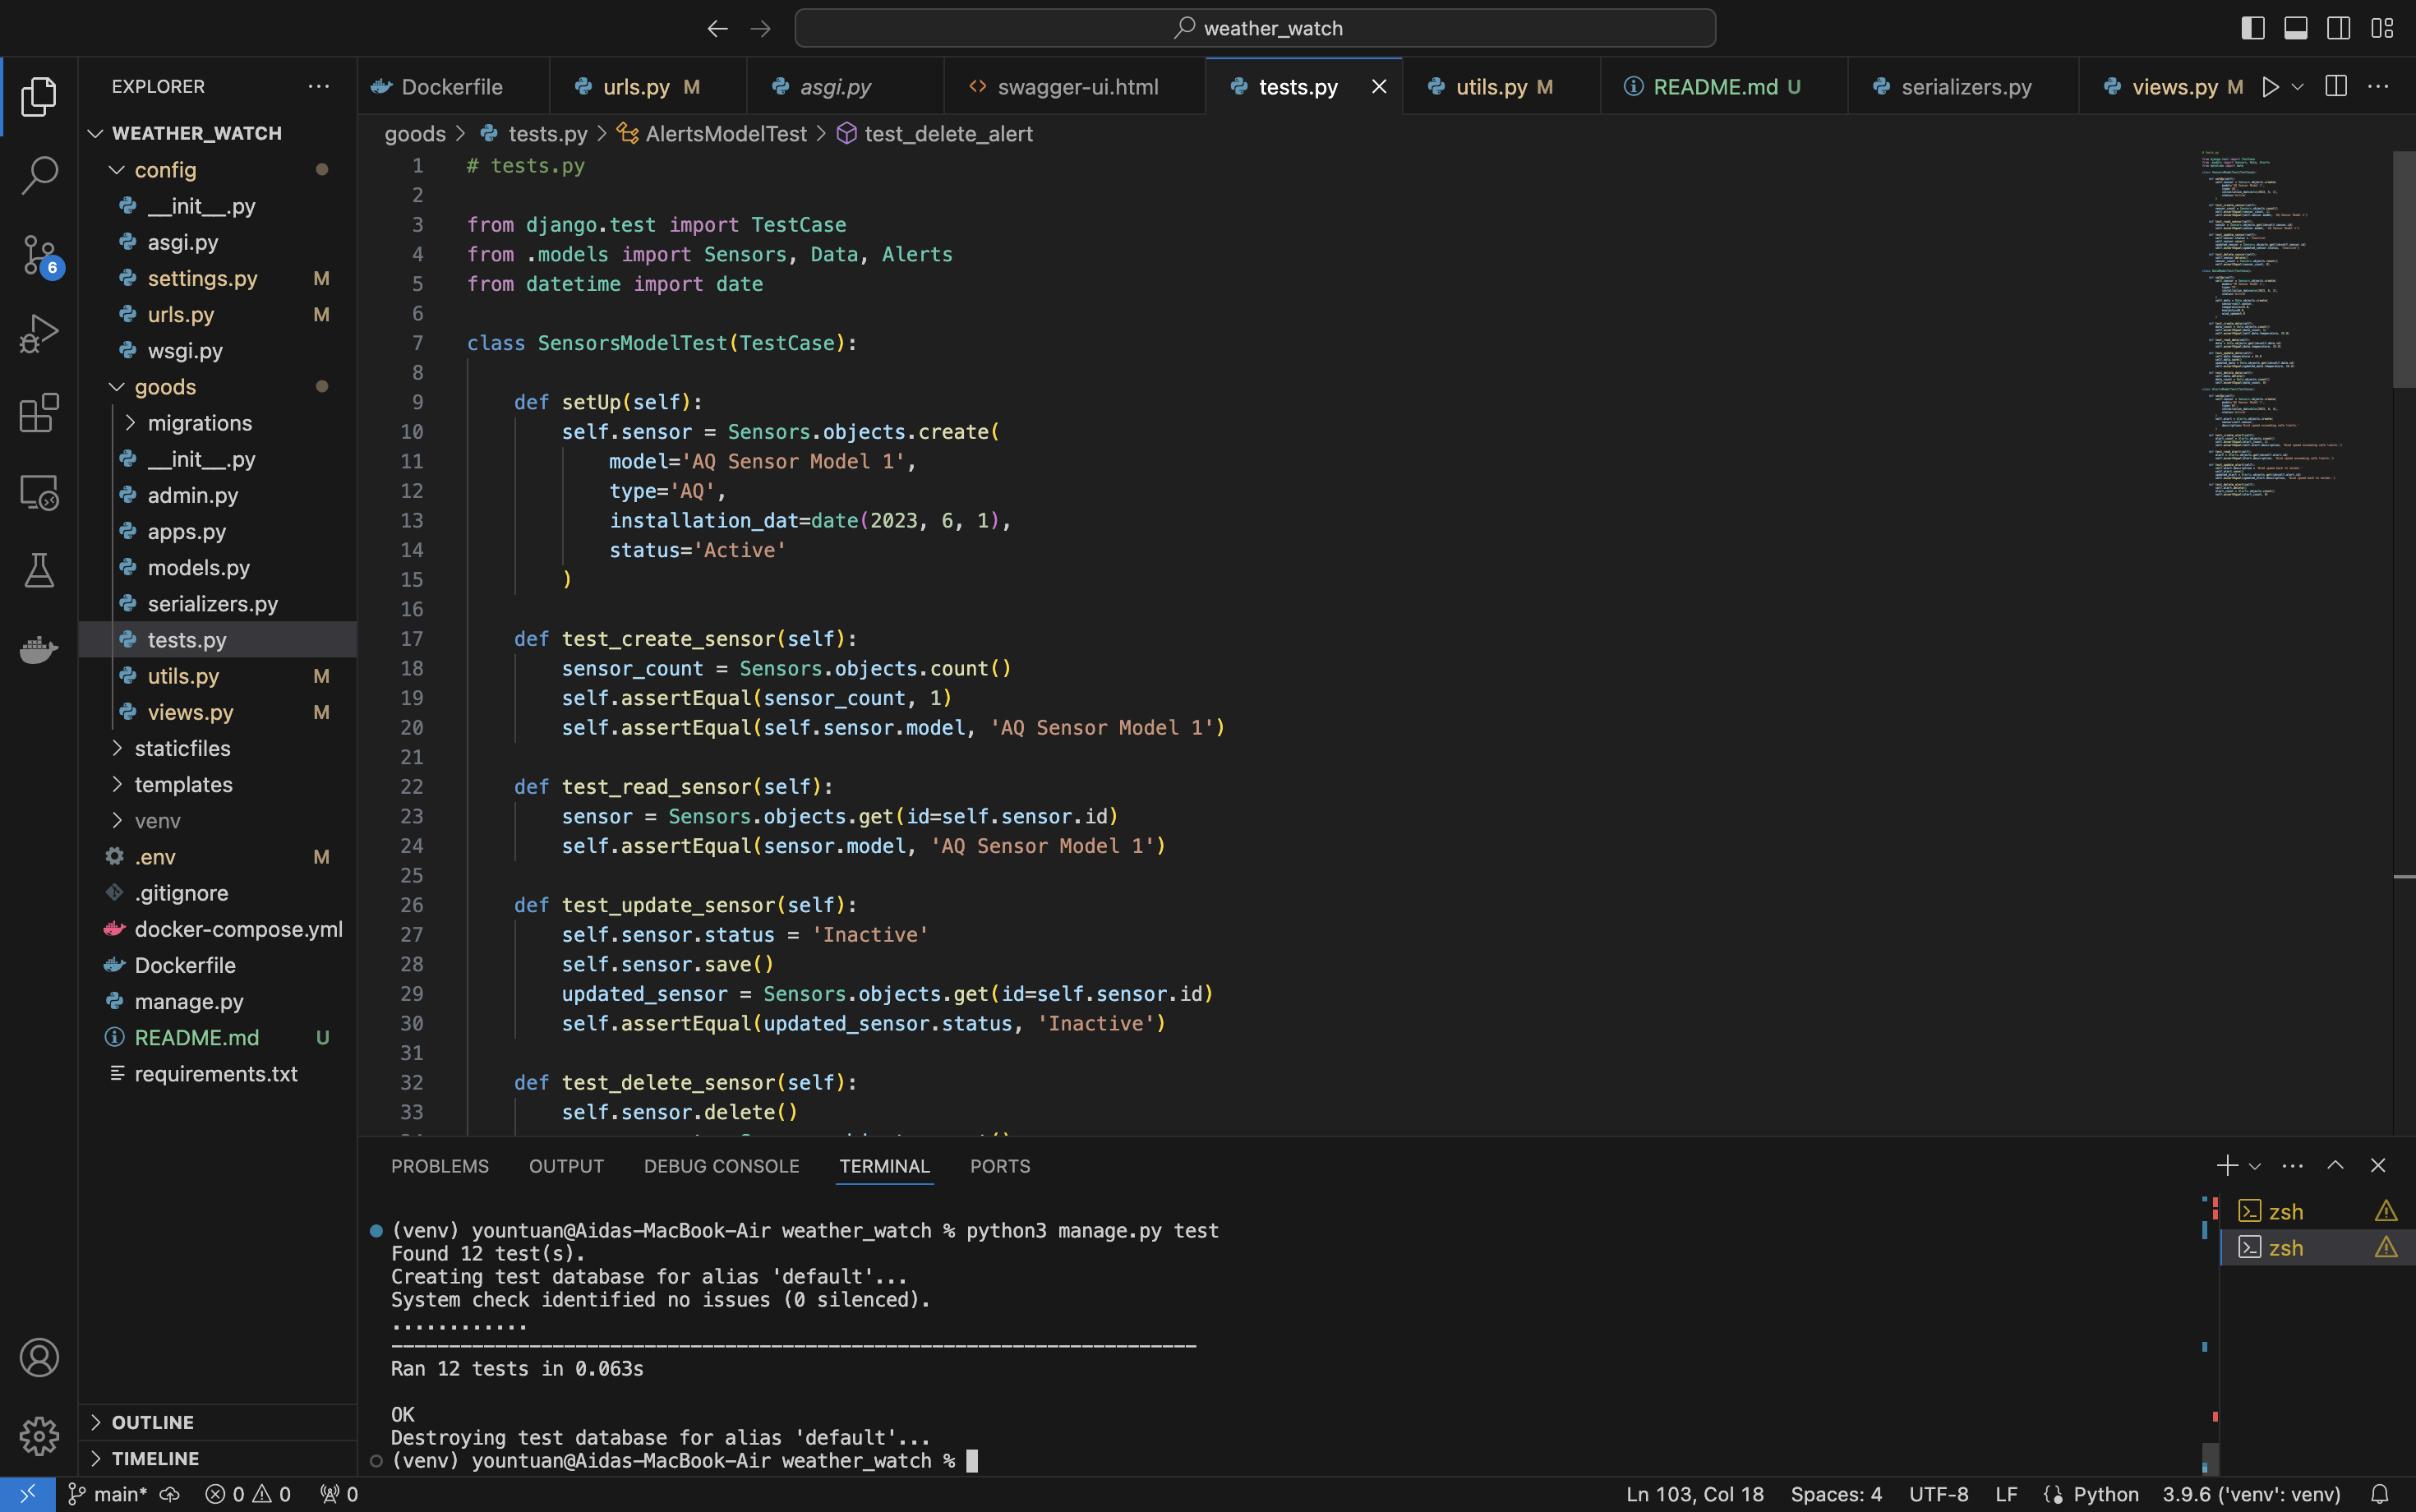 weather_watch
EXPLORER
Dockerfile
urls.py M
asgi.py
swagger-ui.html
tests.py
utils.py M
README.md U
serializers.py
views.py M
WEATHER_WATCH
config
__init__.py
asgi.py
settings.py M
urls.py M
wsgi.py
goods
migrations
__init__.py
admin.py
apps.py
models.py
serializers.py
tests.py
utils.py M
views.py M
staticfiles
templates
venv
.env M
.gitignore
docker-compose.yml
Dockerfile
manage.py
README.md U
requirements.txt
OUTLINE
TIMELINE
6
goods > tests.py > AlertsModelTest > test_delete_alert
1 # tests.py
2
3 from django.test import TestCase
4 from .models import Sensors, Data, Alerts
5 from datetime import date
6
7 class SensorsModelTest(TestCase):
8
9 def setUp(self):
10 self.sensor = Sensors.objects.create(
11 model='AQ Sensor Model 1',
12 type='AQ',
13 installation_dat=date(2023, 6, 1),
14 status='Active'
15 )
16
17 def test_create_sensor(self):
18 sensor_count = Sensors.objects.count()
19 self.assertEqual(sensor_count, 1)
20 self.assertEqual(self.sensor.model, 'AQ Sensor Model 1')
21
22 def test_read_sensor(self):
23 sensor = Sensors.objects.get(id=self.sensor.id)
24 self.assertEqual(sensor.model, 'AQ Sensor Model 1')
25
26 def test_update_sensor(self):
27 self.sensor.status = 'Inactive'
28 self.sensor.save()
29 updated_sensor = Sensors.objects.get(id=self.sensor.id)
30 self.assertEqual(updated_sensor.status, 'Inactive')
31
32 def test_delete_sensor(self):
33 self.sensor.delete()
PROBLEMS OUTPUT DEBUG CONSOLE TERMINAL PORTS
(venv) yountuan@Aidas-MacBook-Air weather_watch % python3 manage.py test
Found 12 test(s).
Creating test database for alias 'default'...
System check identified no issues (0 silenced).
............
----------------------------------------------------------------------
Ran 12 tests in 0.063s
OK
Destroying test database for alias 'default'...
(venv) yountuan@Aidas-MacBook-Air weather_watch %
zsh
zsh
main* 0 0 0
Ln 103, Col 18 Spaces: 4 UTF-8 LF Python 3.9.6 ('venv': venv)